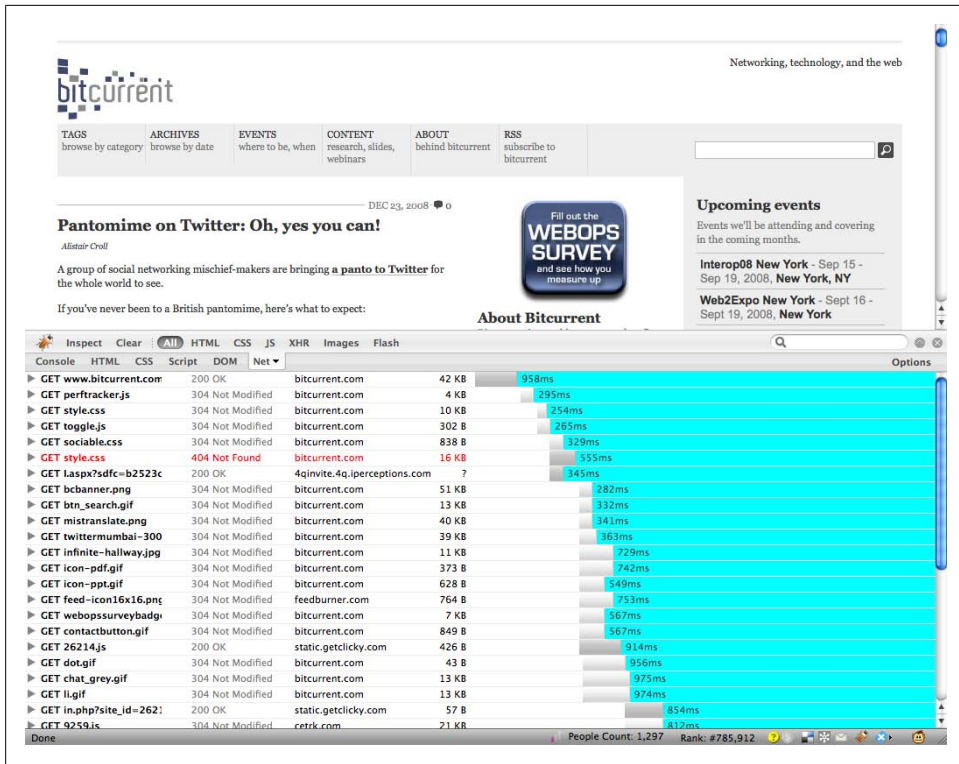 bitcurrent
Networking, technology, and the web
TAGS
browse by category
ARCHIVES
browse by date
EVENTS
where to be, when
CONTENT
research, slides,
webinars
ABOUT
behind bitcurrent
RSS
subscribe to
bitcurrent
DEC 23, 2008 0
Pantomime on Twitter: Oh, yes you can!
Alistair Croll
A group of social networking mischief-makers are bringing a panto to Twitter for
the whole world to see.
If you've never been to a British pantomime, here's what to expect:
Fill out the
WEBOPS
SURVEY
and see how you
measure up
About Bitcurrent
Upcoming events
Events we'll be attending and covering
in the coming months.
Interop08 New York - Sep 15 -
Sep 19, 2008, New York, NY
Web2Expo New York - Sept 16 -
Sept 19, 2008, New York
Inspect Clear All HTML CSS JS XHR Images Flash
Console HTML CSS Script DOM Net Options
GET www.bitcurrent.com 200 OK bitcurrent.com 42 KB 958ms
GET perftracker.js 304 Not Modified bitcurrent.com 4 KB 295ms
GET style.css 304 Not Modified bitcurrent.com 10 KB 254ms
GET toggle.js 304 Not Modified bitcurrent.com 302 B 265ms
GET sociable.css 304 Not Modified bitcurrent.com 838 B 329ms
GET style.css 404 Not Found bitcurrent.com 16 KB 555ms
GET l.aspx?sdfc=b2523c 200 OK 4qinvite.4q.iperceptions.com ? 345ms
GET bcbanner.png 304 Not Modified bitcurrent.com 51 KB 282ms
GET btn_search.gif 304 Not Modified bitcurrent.com 13 KB 332ms
GET mistranslate.png 304 Not Modified bitcurrent.com 40 KB 341ms
GET twittermumbai-300 304 Not Modified bitcurrent.com 39 KB 363ms
GET infinite-hallway.jpg 304 Not Modified bitcurrent.com 11 KB 729ms
GET icon-pdf.gif 304 Not Modified bitcurrent.com 373 B 742ms
GET icon-ppt.gif 304 Not Modified bitcurrent.com 628 B 549ms
GET feed-icon16x16.png 304 Not Modified feedburner.com 764 B 753ms
GET webopssurveybadge 304 Not Modified bitcurrent.com 7 KB 567ms
GET contactbutton.gif 304 Not Modified bitcurrent.com 849 B 567ms
GET 26214.js 200 OK static.getclicky.com 426 B 914ms
GET dot.gif 304 Not Modified bitcurrent.com 43 B 956ms
GET chat_grey.gif 304 Not Modified bitcurrent.com 13 KB 975ms
GET li.gif 304 Not Modified bitcurrent.com 13 KB 974ms
GET in.php?site_id=2621 200 OK static.getclicky.com 57 B 854ms
GET 9259.js 304 Not Modified cetrk.com 21 KB 812ms
Done People Count: 1,297 Rank: #785,912